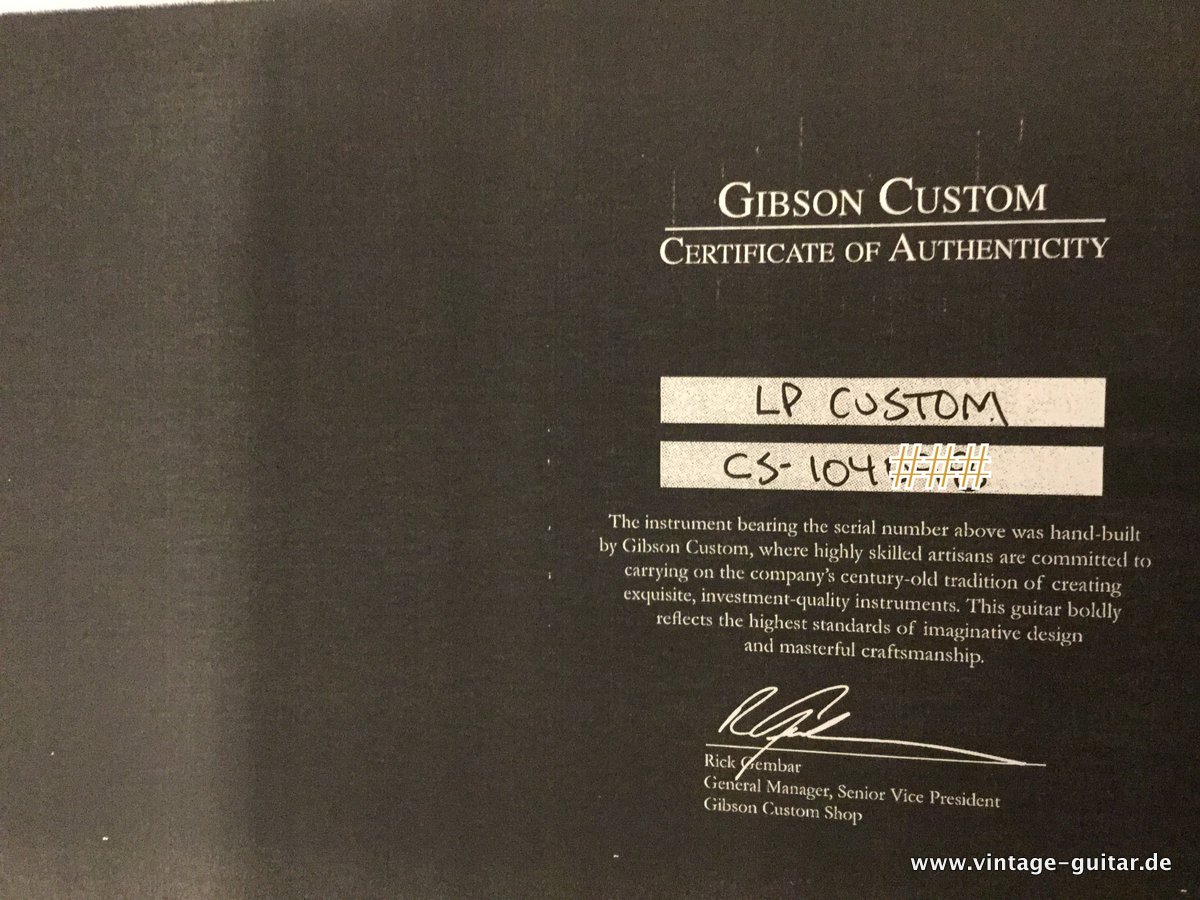 GIBSON CUSTOM
CERTIFICATE OF AUTHENTICITY
LP CUSTOM
CS-104###
The instrument bearing the serial number above was hand-built
by Gibson Custom, where highly skilled artisans are committed to
carrying on the company's century-old tradition of creating
exquisite, investment-quality instruments. This guitar boldly
reflects the highest standards of imaginative design
and masterful craftsmanship.
Rick Gembar
General Manager, Senior Vice President
Gibson Custom Shop
www.vintage-guitar.de